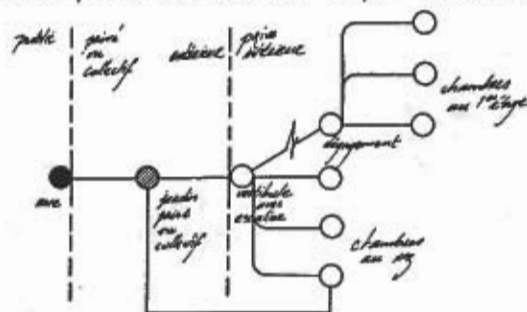 public
privé
ou
collectif
extérieur
privé
intérieur
rue
jardin
privé
ou
collectif
vestibule
avec
escalier
dégagement
chambres
au 1er étage
chambres
au rez